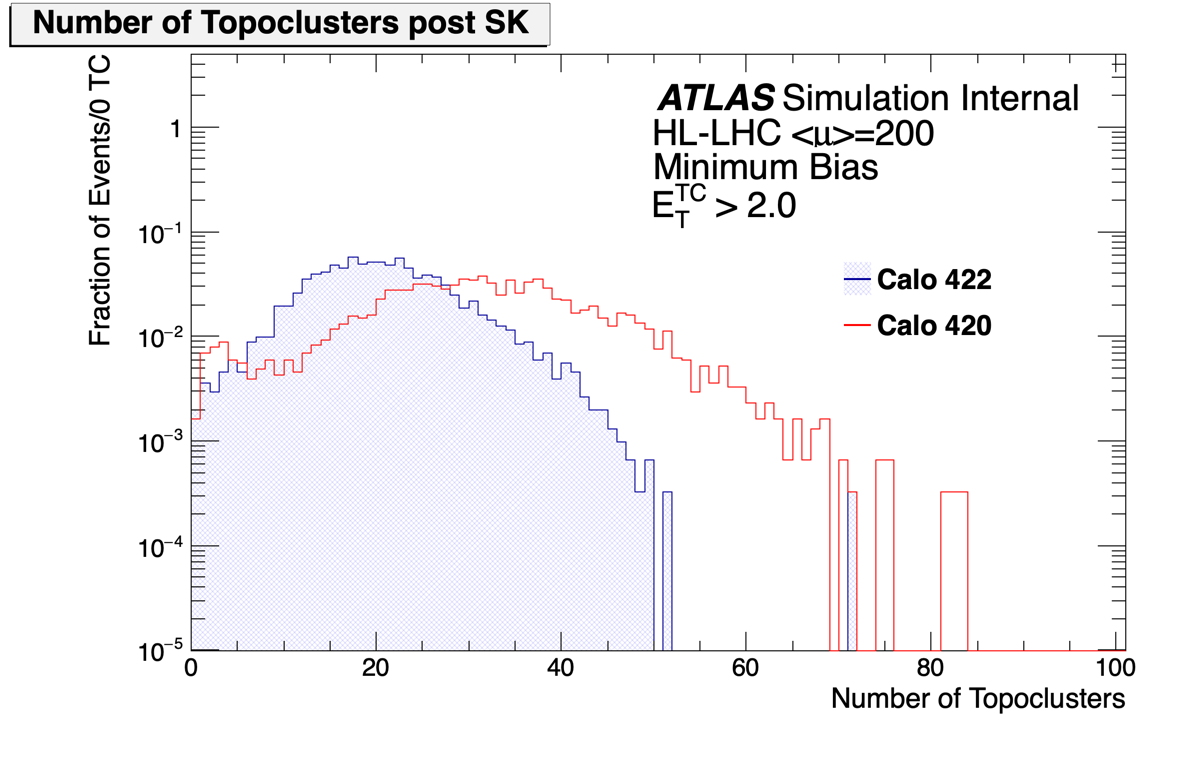 Number of Topoclusters post SK
Fraction of Events/0 TC
ATLAS Simulation Internal
HL-LHC <μ>=200
Minimum Bias
E_T^TC > 2.0
Calo 422
Calo 420
1
10⁻¹
10⁻²
10⁻³
10⁻⁴
10⁻⁵
0 20 40 60 80 100
Number of Topoclusters